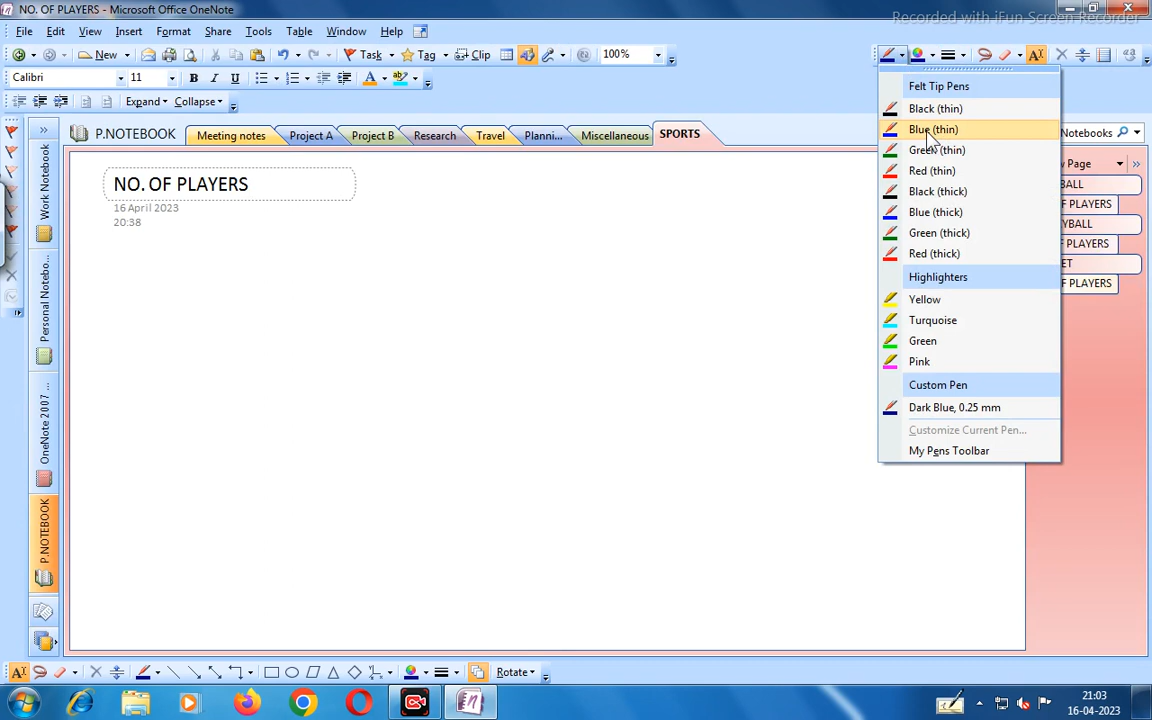 NO. OF PLAYERS - Microsoft Office OneNote
Recorded with iFun Screen Recorder
File Edit View Insert Format Share Tools Table Window Help
New Task Tag Clip 100%
Calibri 11 B I U A ab
Expand Collapse
P.NOTEBOOK Meeting notes Project A Project B Research Travel Planni... Miscellaneous SPORTS
Notebooks
Work Notebook
Personal Notebo...
OneNote 2007 ...
P.NOTEBOOK
NO. OF PLAYERS
16 April 2023
20:38
Felt Tip Pens
Black (thin)
Blue (thin)
Green (thin)
Red (thin)
Black (thick)
Blue (thick)
Green (thick)
Red (thick)
Highlighters
Yellow
Turquoise
Green
Pink
Custom Pen
Dark Blue, 0.25 mm
Customize Current Pen...
My Pens Toolbar
w Page
BALL
OF PLAYERS
YBALL
OF PLAYERS
ET
OF PLAYERS
A Rotate
21:03
16-04-2023